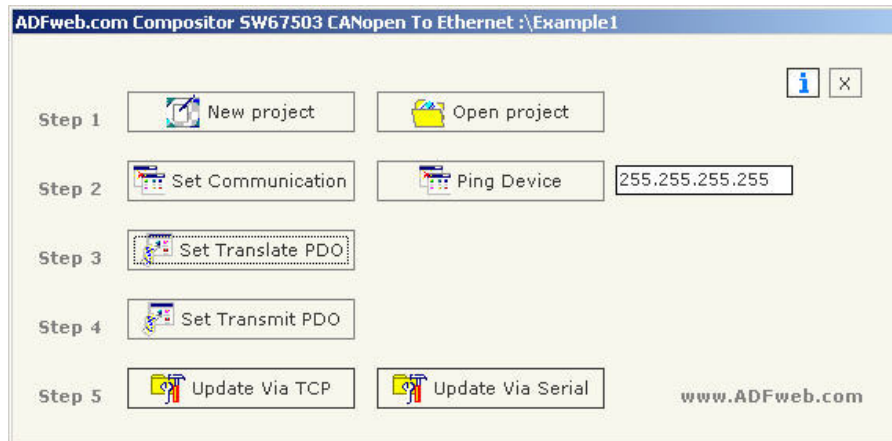 ADFweb.com Compositor SW67503 CANopen To Ethernet :\Example1
i X
Step 1 New project Open project
Step 2 Set Communication Ping Device 255.255.255.255
Step 3 Set Translate PDO
Step 4 Set Transmit PDO
Step 5 Update Via TCP Update Via Serial www.ADFweb.com